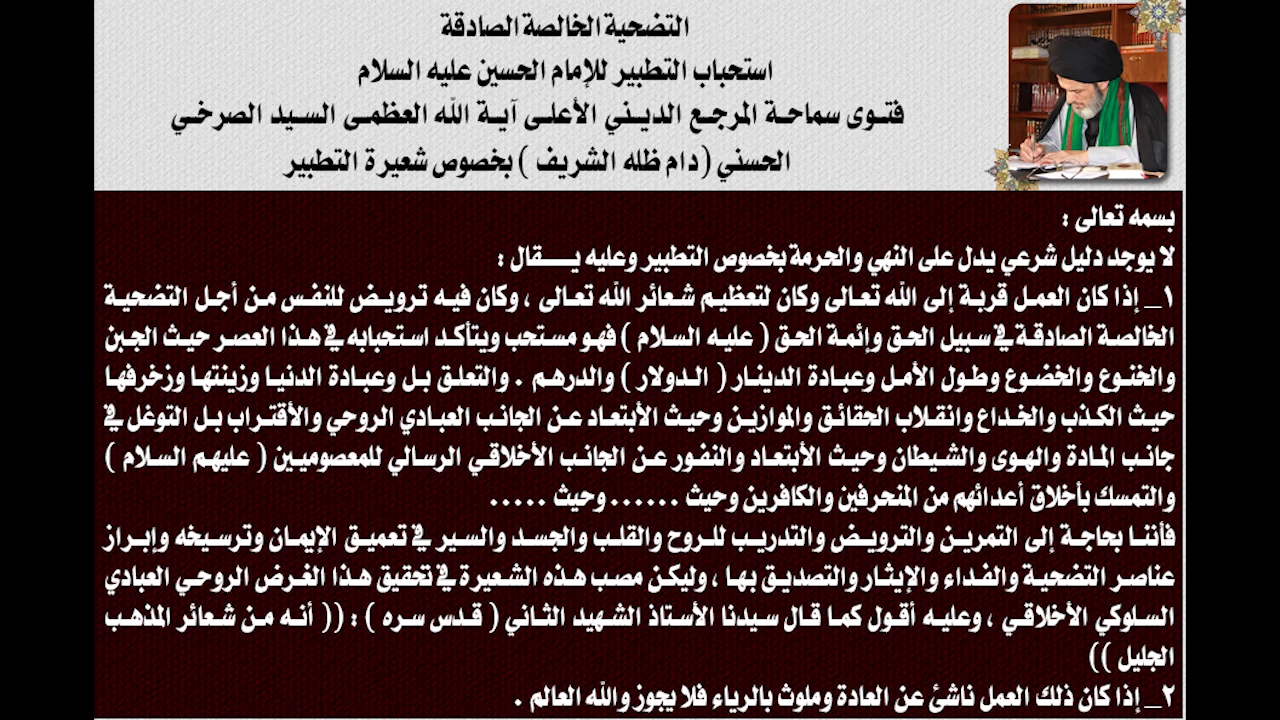 التضحية الخالصة الصادقة
استحباب التطبير للإمام الحسين عليه السلام
فتوى سماحة المرجع الديني الأعلى آية الله العظمى السيد الصرخي
الحسني (دام ظله الشريف ) بخصوص شعيرة التطبير
بسمه تعالى :
لا يوجد دليل شرعي يدل على النهي والحرمة بخصوص التطبير وعليه يقال :
١_ إذا كان العمل قربة إلى الله تعالى وكان لتعظيم شعائر الله تعالى ، وكان فيه ترويض للنفس من أجل التضحية
الخالصة الصادقة في سبيل الحق وإئمة الحق ( عليه السلام ) فهو مستحب ويتأكد استحبابه في هذا العصر حيث الجبن
والخنوع والخضوع وطول الأمل وعبادة الدينار ( الدولار ) والدرهم . والتعلق بل وعبادة الدنيا وزينتها وزخرفها
حيث الكذب والخداع وانقلاب الحقائق والموازين وحيث الأبتعاد عن الجانب العبادي الروحي والأقتراب بل التوغل في
جانب المادة والهوى والشيطان وحيث الأبتعاد والنفور عن الجانب الأخلاقي الرسالي للمعصوميين ( عليهم السلام )
والتمسك بأخلاق أعدائهم من المنحرفين والكافرين وحيث ...... وحيث .....
فأننا بحاجة إلى التمرين والترويض والتدريب للروح والقلب والجسد والسير في تعميق الإيمان وترسيخه وإبراز
عناصر التضحية والفداء والإيثار والتصديق بها ، وليكن مصب هذه الشعيرة في تحقيق هذا الغرض الروحي العبادي
السلوكي الأخلاقي ، وعليه أقول كما قال سيدنا الأستاذ الشهيد الثاني ( قدس سره ) : (( أنه من شعائر المذهب
الجليل ))
٢_ إذا كان ذلك العمل ناشئ عن العادة وملوث بالرياء فلا يجوز والله العالم .